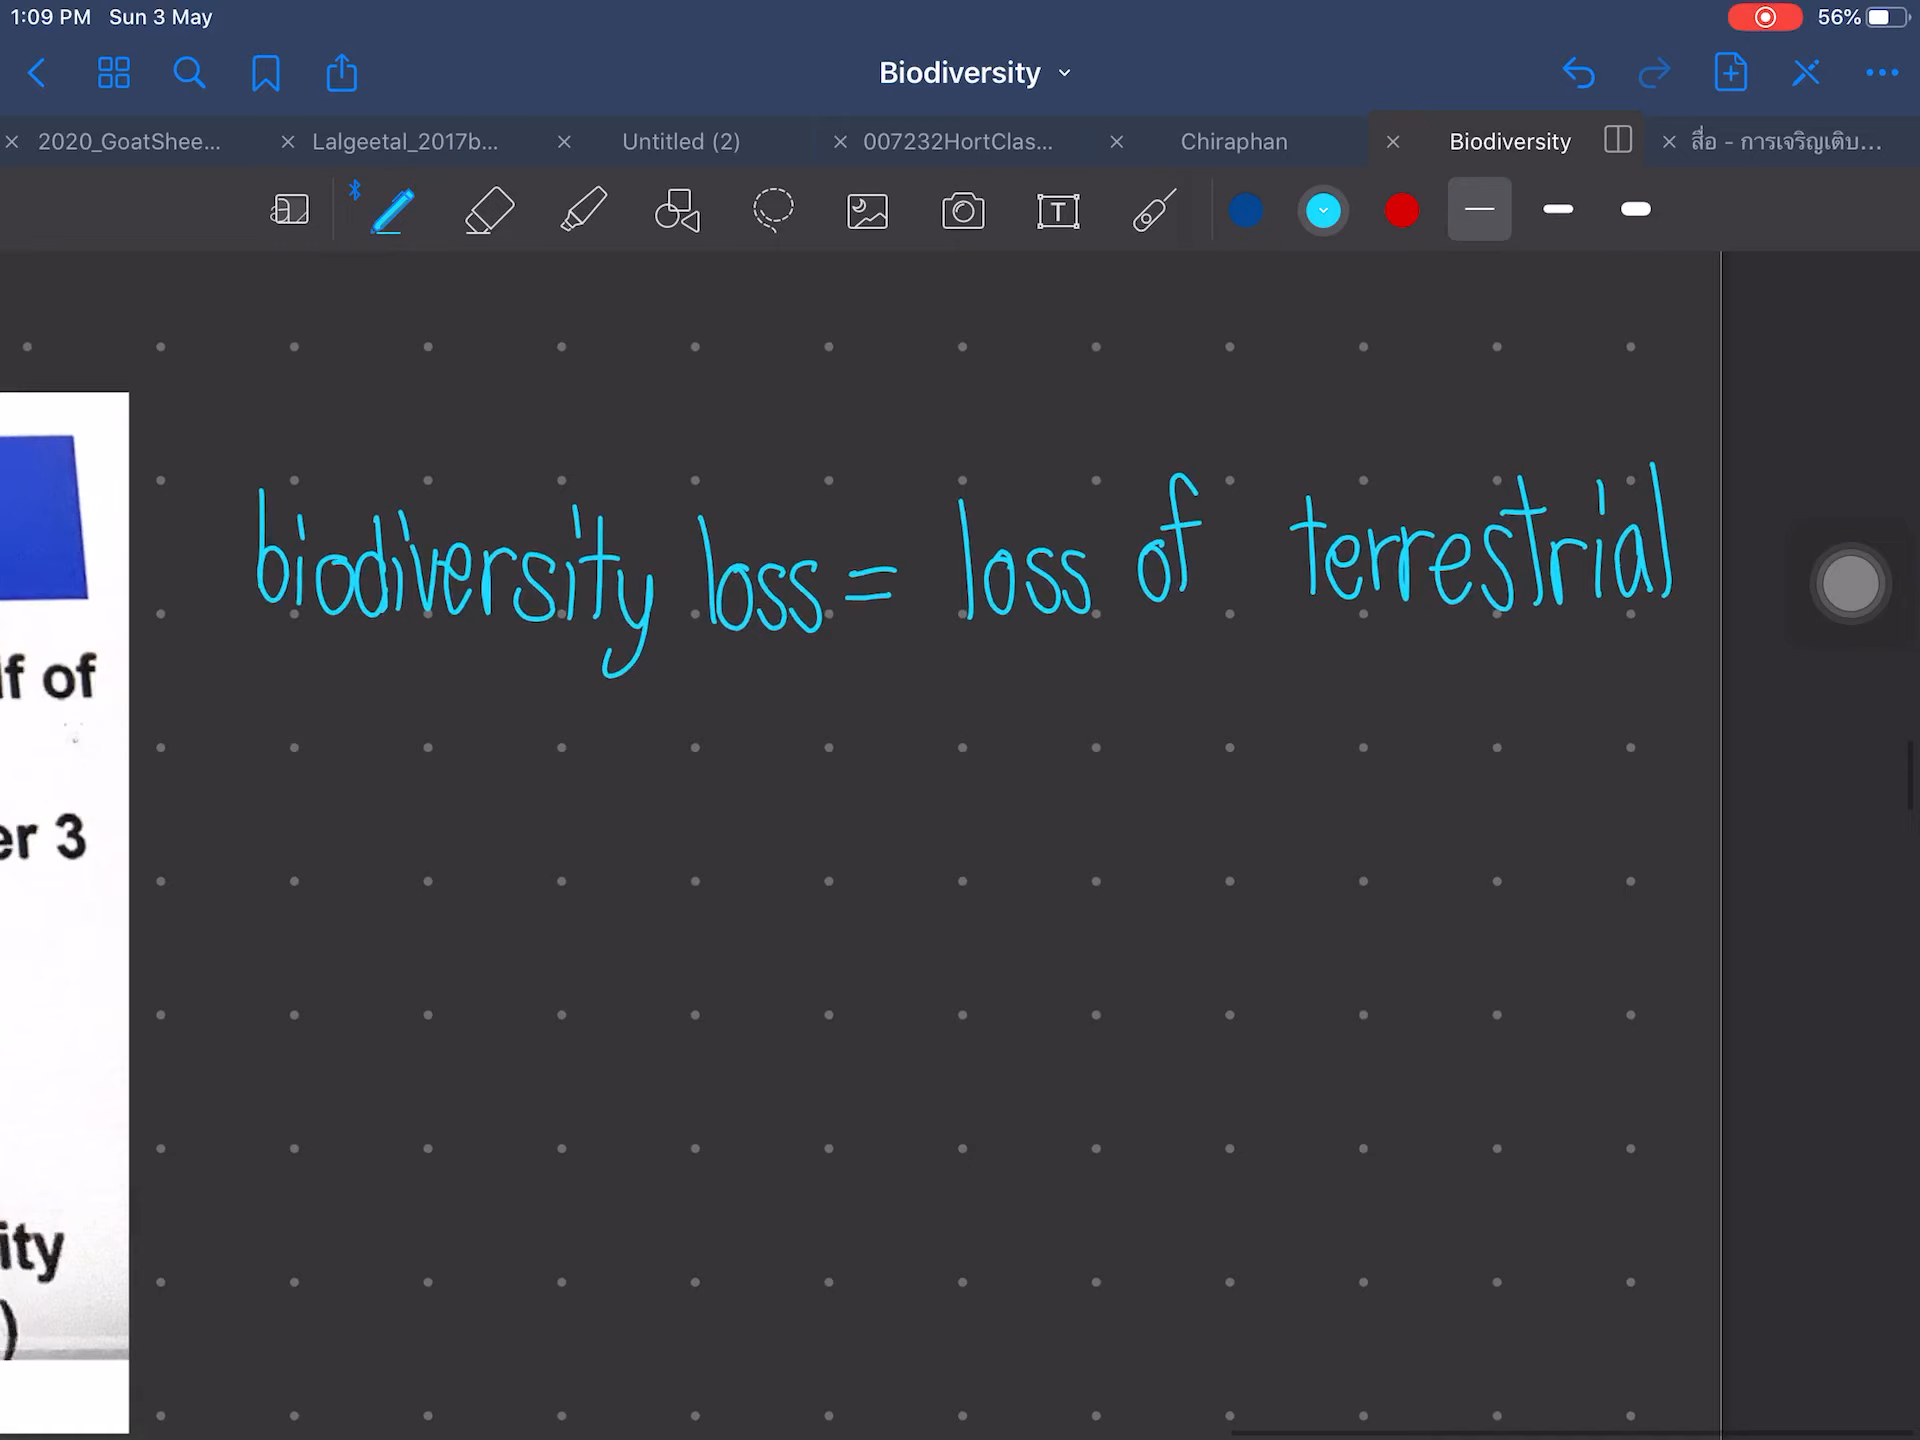 1:09 PM Sun 3 May 56%
Biodiversity
2020_GoatShee... Lalgeetal_2017b... Untitled (2) 007232HortClas... Chiraphan Biodiversity สื่อ - การเจริญเติบ...
T
biodiversity loss = loss of terrestrial
of
er 3
ity
)